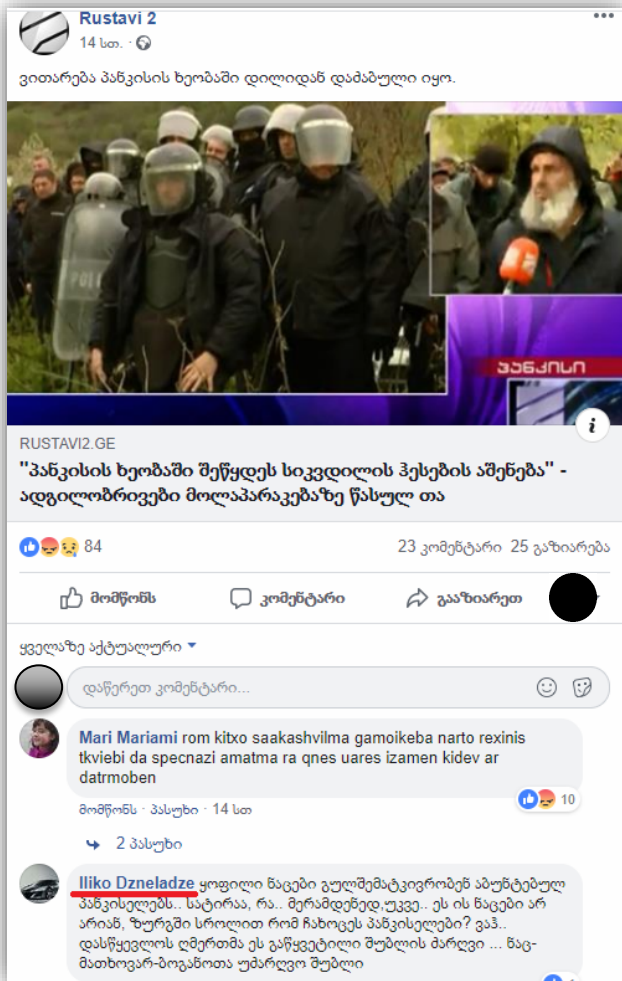 Rustavi 2
14 სთ. ·
ვითარება პანკისის ხეობაში დილიდან დაძაბული იყო.
POLI
პანკისი
RUSTAVI2.GE
"პანკისის ხეობაში შეწყდეს სიკვდილის ჰესების აშენება" -
ადგილობრივები მოლაპარაკებაზე წასულ თა
84
23 კომენტარი 25 გაზიარება
მომწონს კომენტარი გააზიარეთ
ყველაზე აქტუალური
დაწერეთ კომენტარი...
Mari Mariami rom kitxo saakashvilma gamoikeba narto rexinis
tkviebi da specnazi amatma ra qnes uares izamen kidev ar
datrmoben
10
მომწონს · პასუხი · 14 სთ
2 პასუხი
Iliko Dzneladze ყოფილი ნაცები გულშემატკივრობენ აბუნტებულ
პანკისელებს.. სატირაა, რა.. მერამდენედ,უკვე.. ეს ის ნაცები არ
არიან, ზურგში სროლით რომ ჩახოცეს პანკისელები? ვაჰ..
დასწყევლოს ღმერთმა ეს გაწყვეტილი შუბლის ძარღვი ... ნაც-
მათხოვარ-ბოგანოთა უძარღვო შუბლი